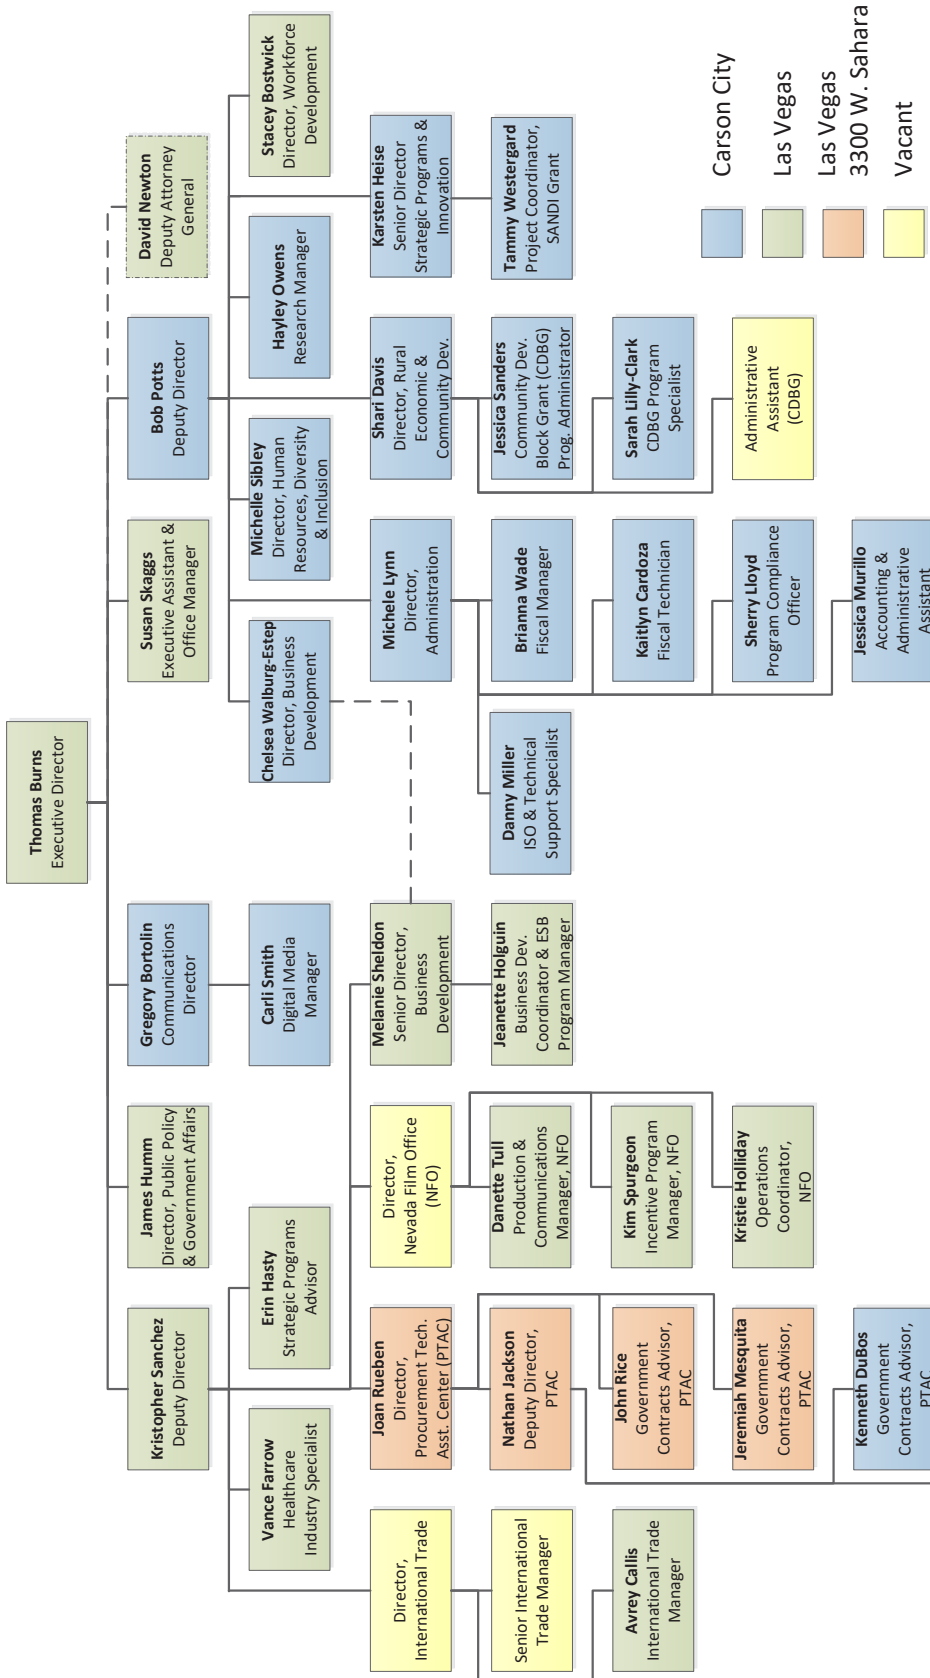 Thomas Burns
Executive Director
Kristopher Sanchez
Deputy Director
James Humm
Director, Public Policy
& Government Affairs
Gregory Bortolin
Communications
Director
Susan Skaggs
Executive Assistant &
Office Manager
Bob Potts
Deputy Director
David Newton
Deputy Attorney
General
Vance Farrow
Healthcare
Industry Specialist
Erin Hasty
Strategic Programs
Advisor
Carli Smith
Digital Media
Manager
Chelsea Walburg-Estep
Director, Business
Development
Michelle Sibley
Director, Human
Resources, Diversity
& Inclusion
Hayley Owens
Research Manager
Stacey Bostwick
Director, Workforce
Development
Director,
International Trade
Joan Rueben
Director,
Procurement Tech.
Asst. Center (PTAC)
Director,
Nevada Film Office
(NFO)
Melanie Sheldon
Senior Director,
Business
Development
Michele Lynn
Director,
Administration
Shari Davis
Director, Rural
Economic &
Community Dev.
Karsten Heise
Senior Director
Strategic Programs &
Innovation
Senior International
Trade Manager
Nathan Jackson
Deputy Director,
PTAC
Danette Tull
Production &
Communications
Manager, NFO
Jeanette Holguin
Business Dev.
Coordinator & ESB
Program Manager
Danny Miller
ISO & Technical
Support Specialist
Brianna Wade
Fiscal Manager
Jessica Sanders
Community Dev.
Block Grant (CDBG)
Prog. Administrator
Tammy Westergard
Project Coordinator,
SANDI Grant
Avrey Callis
International Trade
Manager
John Rice
Government
Contracts Advisor,
PTAC
Kim Spurgeon
Incentive Program
Manager, NFO
Kaitlyn Cardoza
Fiscal Technician
Sarah Lilly-Clark
CDBG Program
Specialist
Jeremiah Mesquita
Government
Contracts Advisor,
PTAC
Kristie Holliday
Operations
Coordinator,
NFO
Sherry Lloyd
Program Compliance
Officer
Administrative
Assistant
(CDBG)
Kenneth DuBos
Government
Contracts Advisor,
PTAC
Jessica Murillo
Accounting &
Administrative
Assistant
Carson City
Las Vegas
Las Vegas
3300 W. Sahara
Vacant